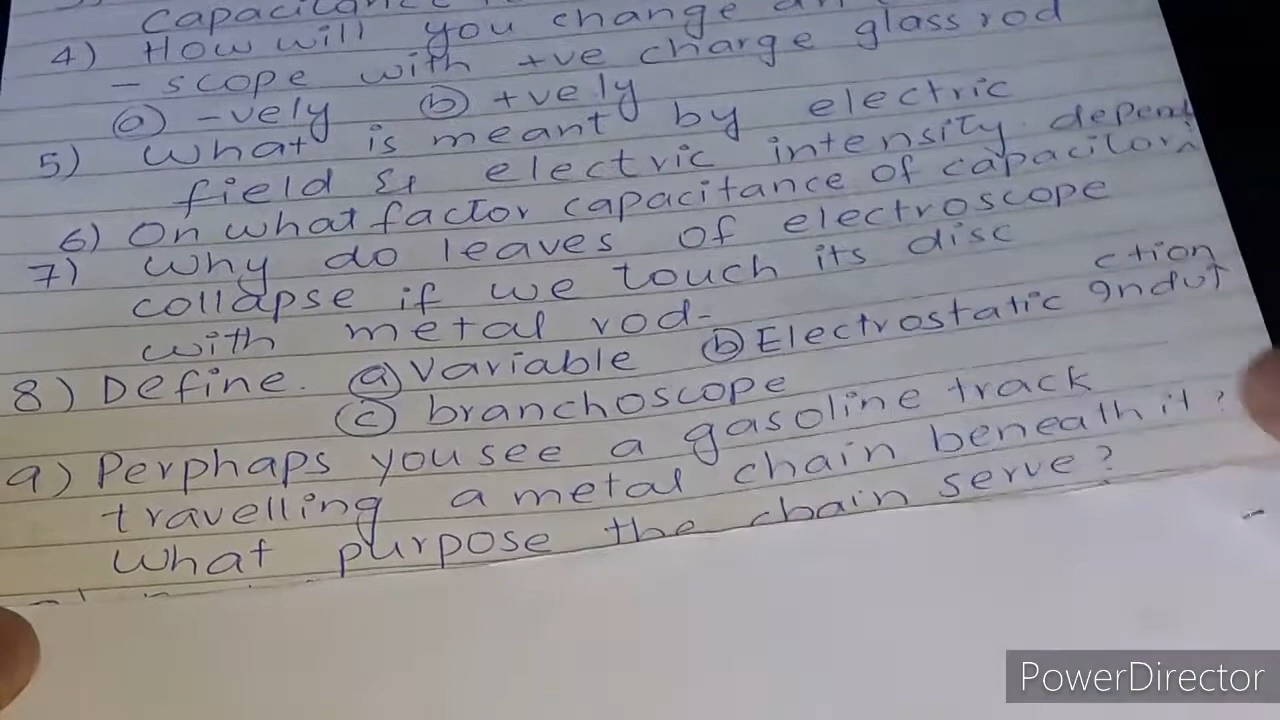 capacitance
4) How will you change an
- scope with +ve charge glass rod
(a) -vely (b) +vely
5) What is meant by electric
field & electric intensity.
6) On what factor capacitance of capacitor depend
7) Why do leaves of electroscope
collapse if we touch its disc
with metal rod.
8) Define. (a) Variable (b) Electrostatic Induction
(c) branchoscope
9) Perphaps you see a gasoline track
travelling a metal chain beneath it?
What purpose the chain serve?
PowerDirector